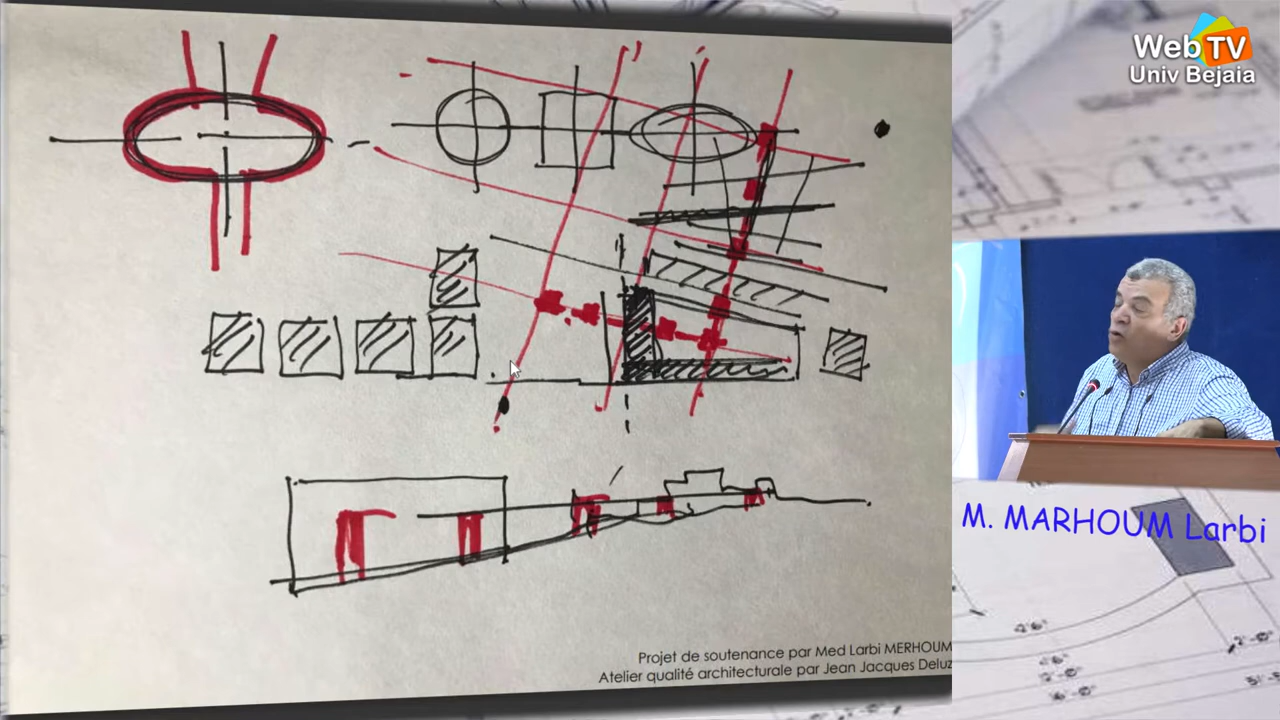 Web TV
Univ Bejaia
M. MARHOUM Larbi
Projet de soutenance par Med Larbi MERHOUM
Atelier qualité architecturale par Jean Jacques Deluz